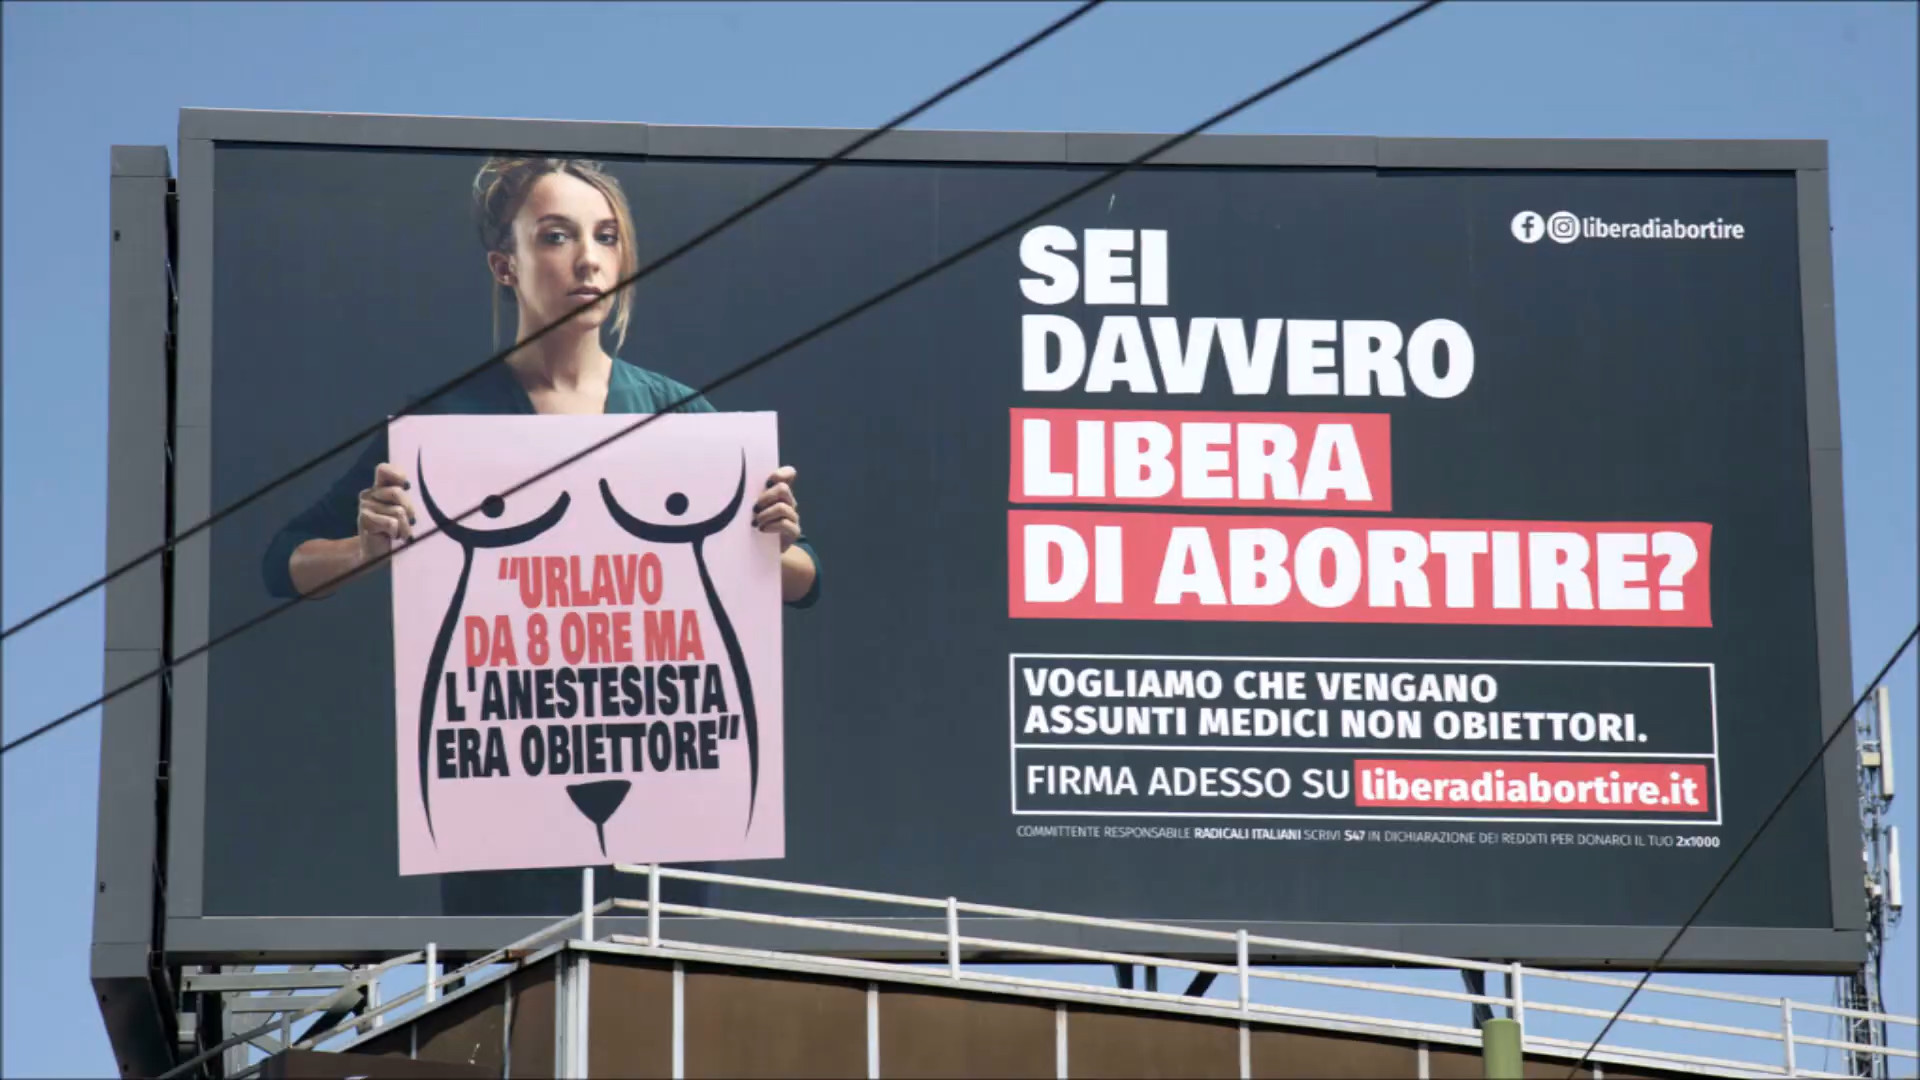 liberadiabortire
SEI
DAVVERO
LIBERA
DI ABORTIRE?
"URLAVO
DA 8 ORE MA
L'ANESTESISTA
ERA OBIETTORE"
VOGLIAMO CHE VENGANO
ASSUNTI MEDICI NON OBIETTORI.
FIRMA ADESSO SU liberadiabortire.it
COMMITTENTE RESPONSABILE RADICALI ITALIANI SCRIVI S47 IN DICHIARAZIONE DEI REDDITI PER DONARCI IL TUO 2x1000